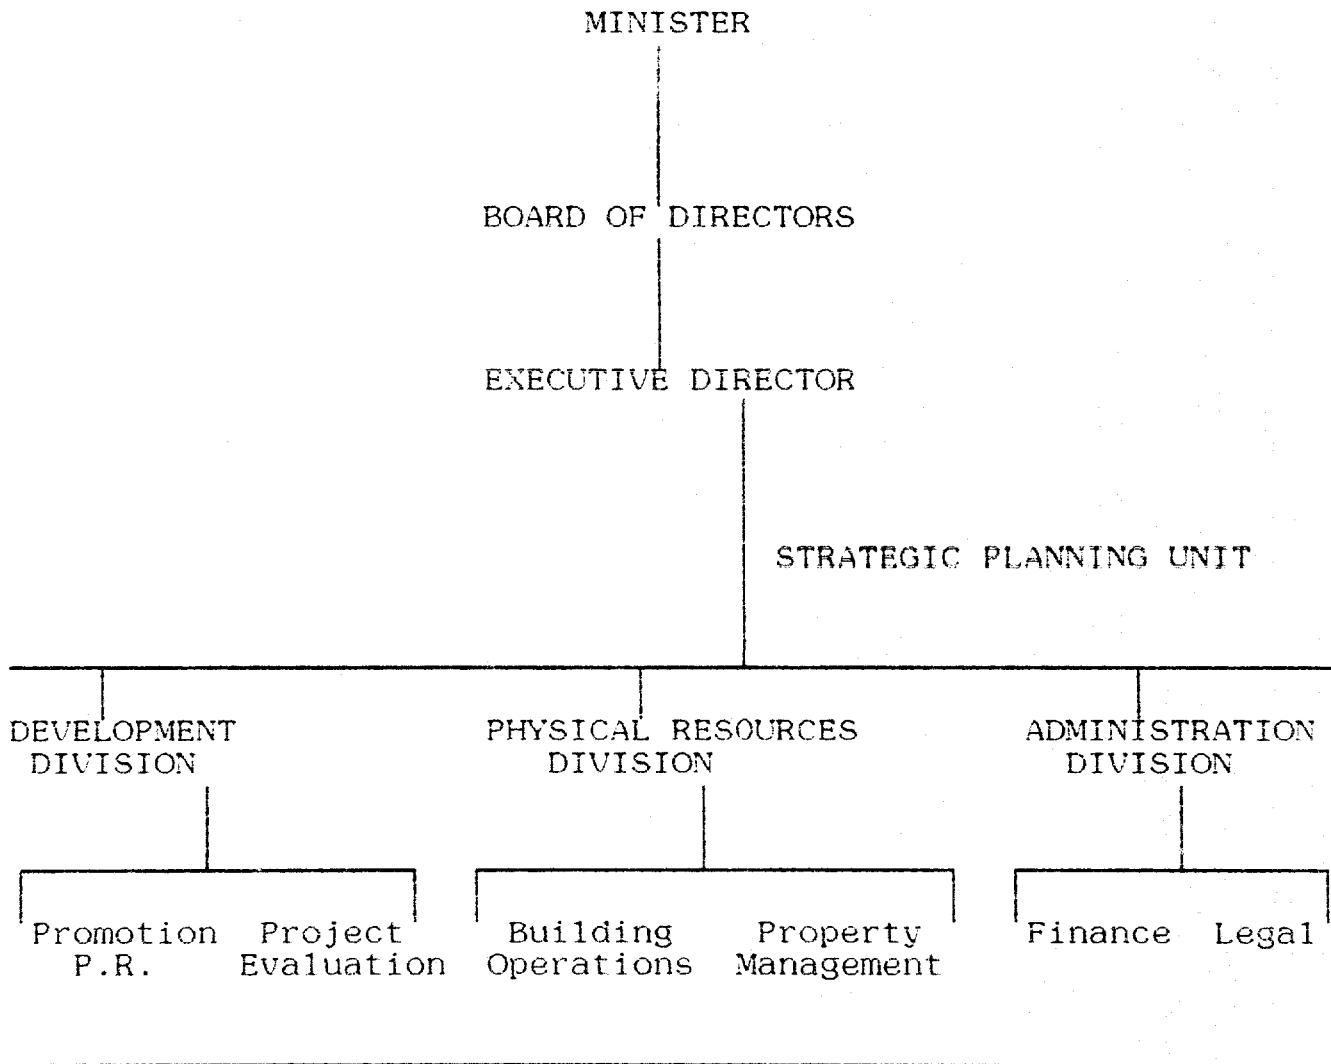 MINISTER
BOARD OF DIRECTORS
EXECUTIVE DIRECTOR
STRATEGIC PLANNING UNIT
DEVELOPMENT
DIVISION
PHYSICAL RESOURCES
DIVISION
ADMINISTRATION
DIVISION
Promotion
P.R.
Project
Evaluation
Building
Operations
Property
Management
Finance
Legal